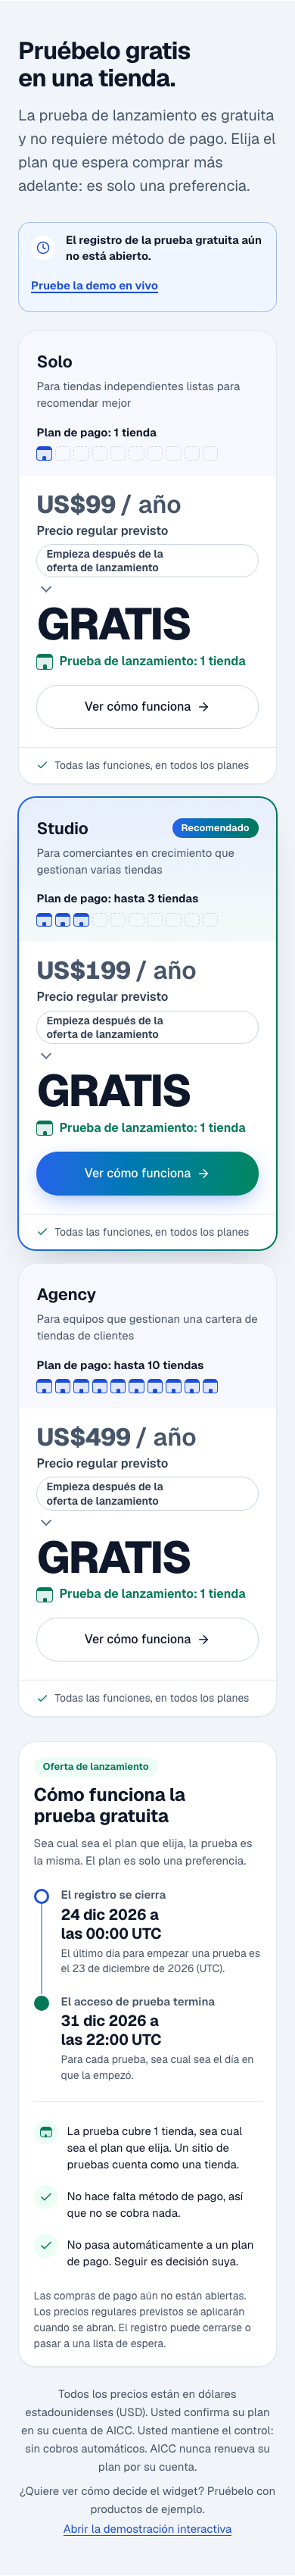 Pruébelo gratis
en una tienda.
La prueba de lanzamiento es gratuita
y no requiere método de pago. Elija el
plan que espera comprar más
adelante: es solo una preferencia.
El registro de la prueba gratuita aún
no está abierto.
Pruebe la demo en vivo
Solo
Para tiendas independientes listas para
recomendar mejor
Plan de pago: 1 tienda
US$99 / año
Precio regular previsto
Empieza después de la
oferta de lanzamiento
GRATIS
Prueba de lanzamiento: 1 tienda
Ver cómo funciona →
Todas las funciones, en todos los planes
Studio
Recomendado
Para comerciantes en crecimiento que
gestionan varias tiendas
Plan de pago: hasta 3 tiendas
US$199 / año
Precio regular previsto
Empieza después de la
oferta de lanzamiento
GRATIS
Prueba de lanzamiento: 1 tienda
Ver cómo funciona →
Todas las funciones, en todos los planes
Agency
Para equipos que gestionan una cartera de
tiendas de clientes
Plan de pago: hasta 10 tiendas
US$499 / año
Precio regular previsto
Empieza después de la
oferta de lanzamiento
GRATIS
Prueba de lanzamiento: 1 tienda
Ver cómo funciona →
Todas las funciones, en todos los planes
Oferta de lanzamiento
Cómo funciona la
prueba gratuita
Sea cual sea el plan que elija, la prueba es
la misma. El plan es solo una preferencia.
El registro se cierra
24 dic 2026 a
las 00:00 UTC
El último día para empezar una prueba es
el 23 de diciembre de 2026 (UTC).
El acceso de prueba termina
31 dic 2026 a
las 22:00 UTC
Para cada prueba, sea cual sea el día en
que la empezó.
La prueba cubre 1 tienda, sea cual
sea el plan que elija. Un sitio de
pruebas cuenta como una tienda.
No hace falta método de pago, así
que no se cobra nada.
No pasa automáticamente a un plan
de pago. Seguir es decisión suya.
Las compras de pago aún no están abiertas.
Los precios regulares previstos se aplicarán
cuando se abran. El registro puede cerrarse o
pasar a una lista de espera.
Todos los precios están en dólares
estadounidenses (USD). Usted confirma su plan
en su cuenta de AICC. Usted mantiene el control:
sin cobros automáticos. AICC nunca renueva su
plan por su cuenta.
¿Quiere ver cómo decide el widget? Pruébelo con
productos de ejemplo.
Abrir la demostración interactiva